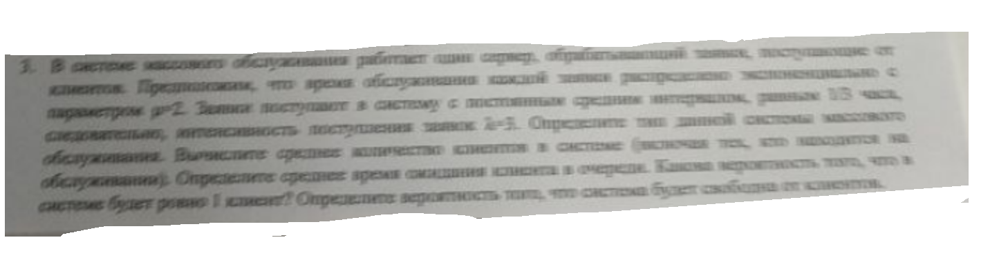 3. В системе массового обслуживания работает один сервер, обрабатывающий заявки, поступающие от
клиентов. Предположим, что время обслуживания каждой заявки распределено экспоненциально с
параметром μ=2. Заявки поступают в систему с постоянным средним интервалом, равным 1/3 часа,
следовательно, интенсивность поступления заявок λ=3. Определите тип данной системы массового
обслуживания. Вычислите среднее количество клиентов в системе (включая тех, кто находится на
обслуживании). Определите среднее время ожидания клиента в очереди. Какова вероятность того, что в
системе будет ровно 1 клиент? Определите вероятность того, что система будет свободна от клиентов.